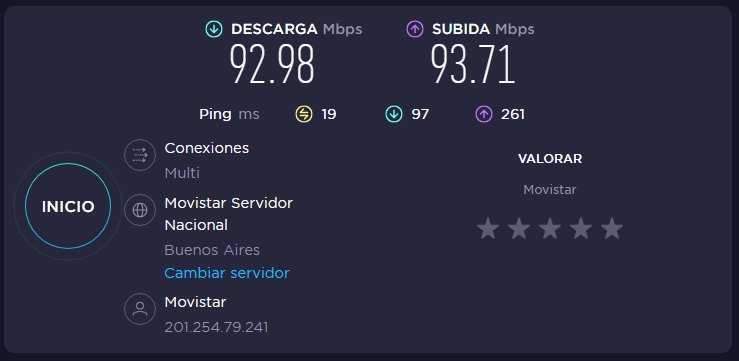 DESCARGA Mbps
92.98
SUBIDA Mbps
93.71
Ping ms 19 97 261
INICIO
Conexiones
Multi
Movistar Servidor
Nacional
Buenos Aires
Cambiar servidor
Movistar
201.254.79.241
VALORAR
Movistar